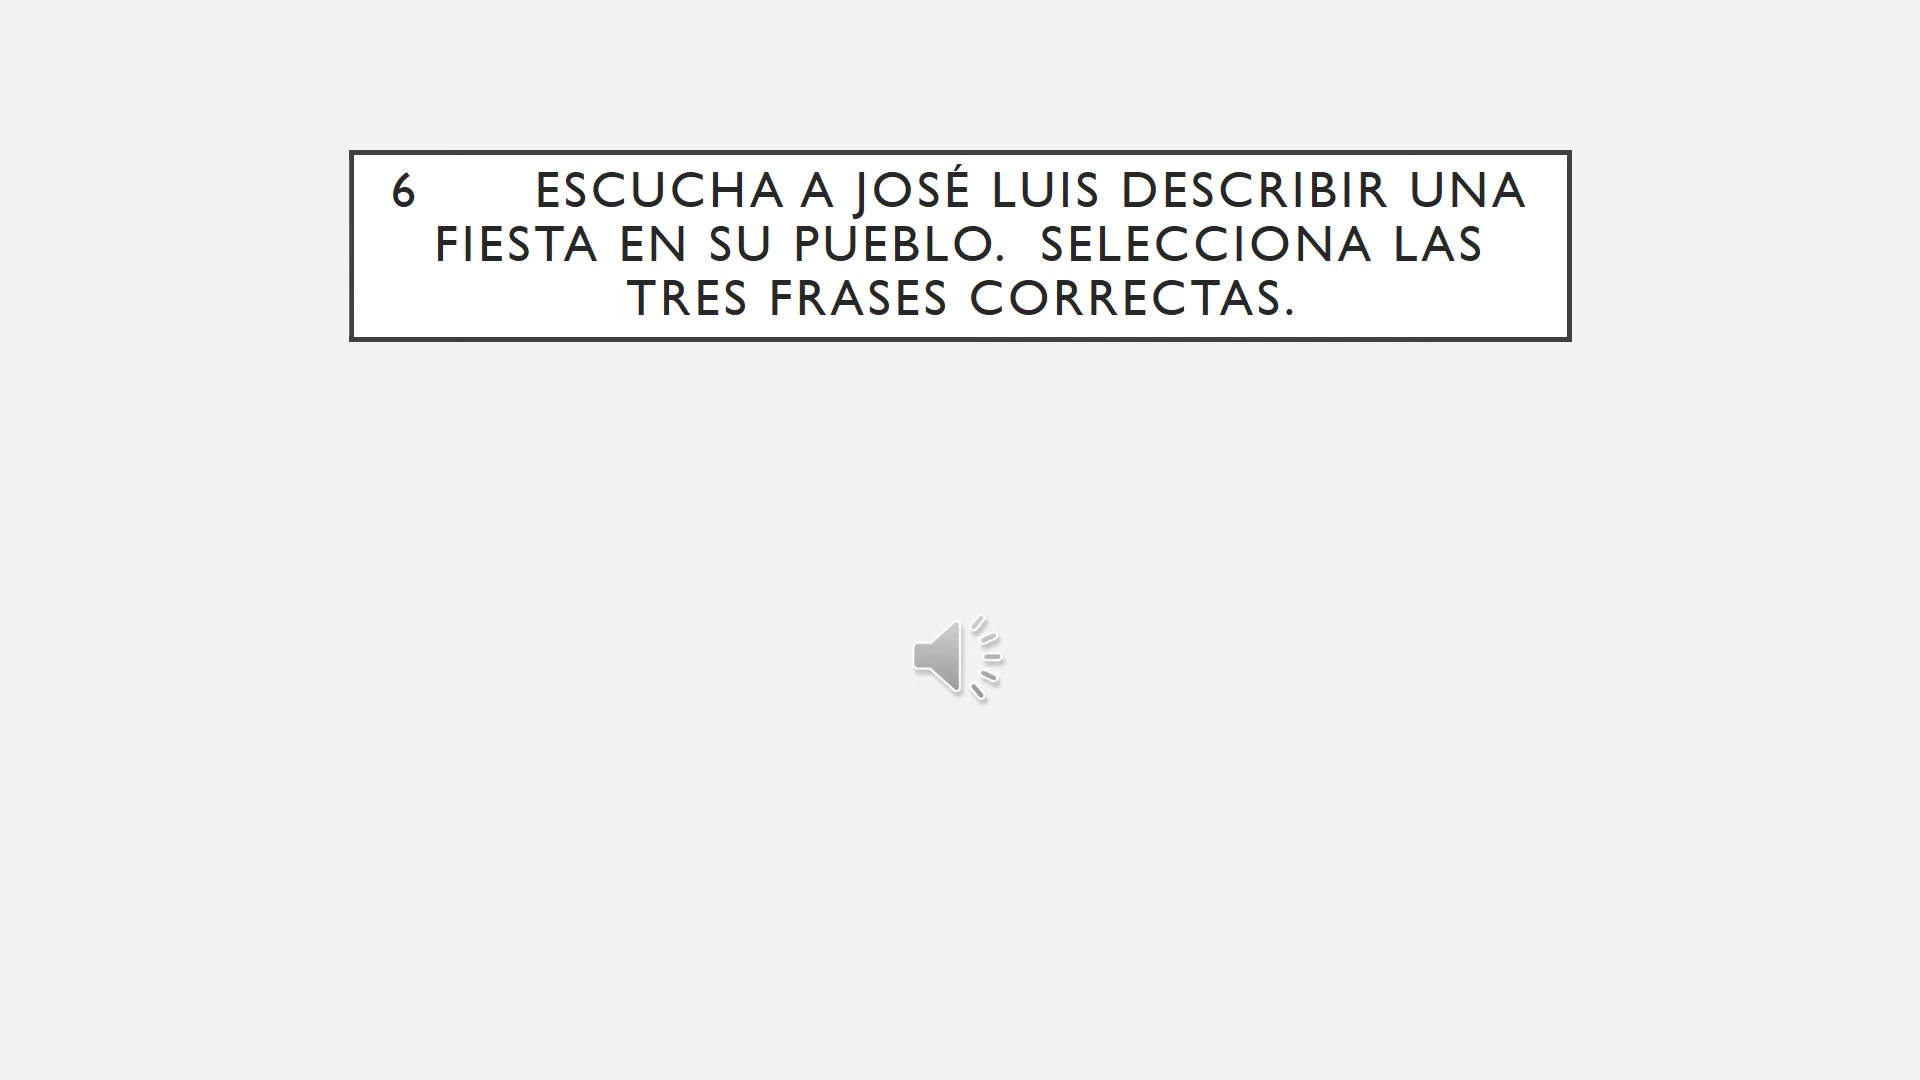 6 ESCUCHA A JOSÉ LUIS DESCRIBIR UNA
FIESTA EN SU PUEBLO. SELECCIONA LAS
TRES FRASES CORRECTAS.